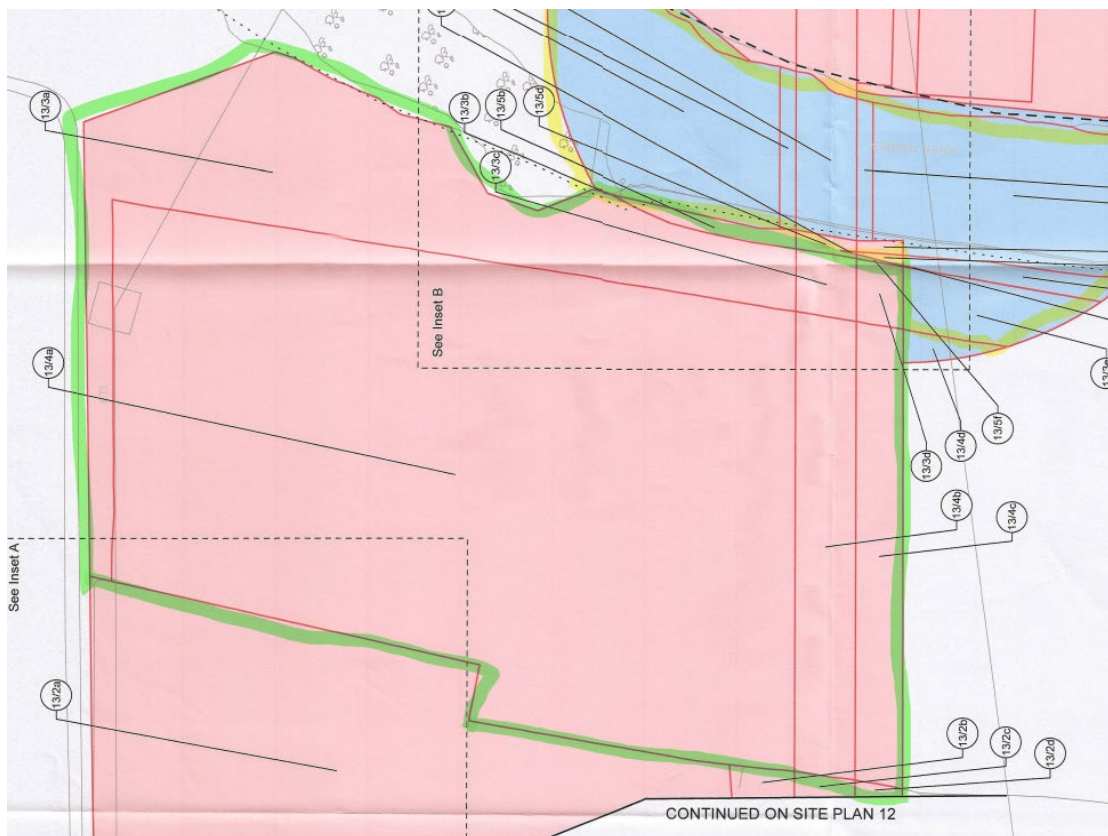 13/3a
13/3b
13/5b
13/5d
13/3c
See Inset B
13/4a
13/3d
13/4d
13/5f
13/4b
13/4c
See Inset A
13/2a
13/2b
13/2c
13/2d
CONTINUED ON SITE PLAN 12